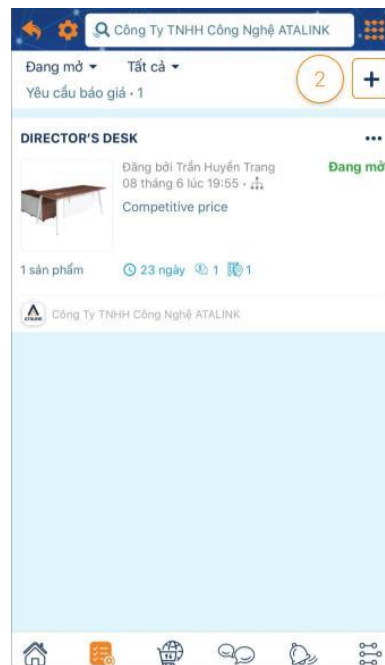 Công Ty TNHH Công Nghệ ATALINK
Đang mở Tất cả
2
+
Yêu cầu báo giá • 1
DIRECTOR'S DESK
Đăng bởi Trần Huyền Trang Đang mở
08 tháng 6 lúc 19:55 •
Competitive price
1 sản phẩm 23 ngày 1 1
ATALINK Công Ty TNHH Công Nghệ ATALINK